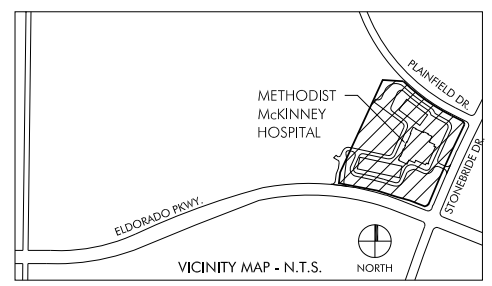 PLAINFIELD DR.
METHODIST
McKINNEY
HOSPITAL
STONEBRIDE DR.
ELDORADO PKWY.
VICINITY MAP - N.T.S.
NORTH